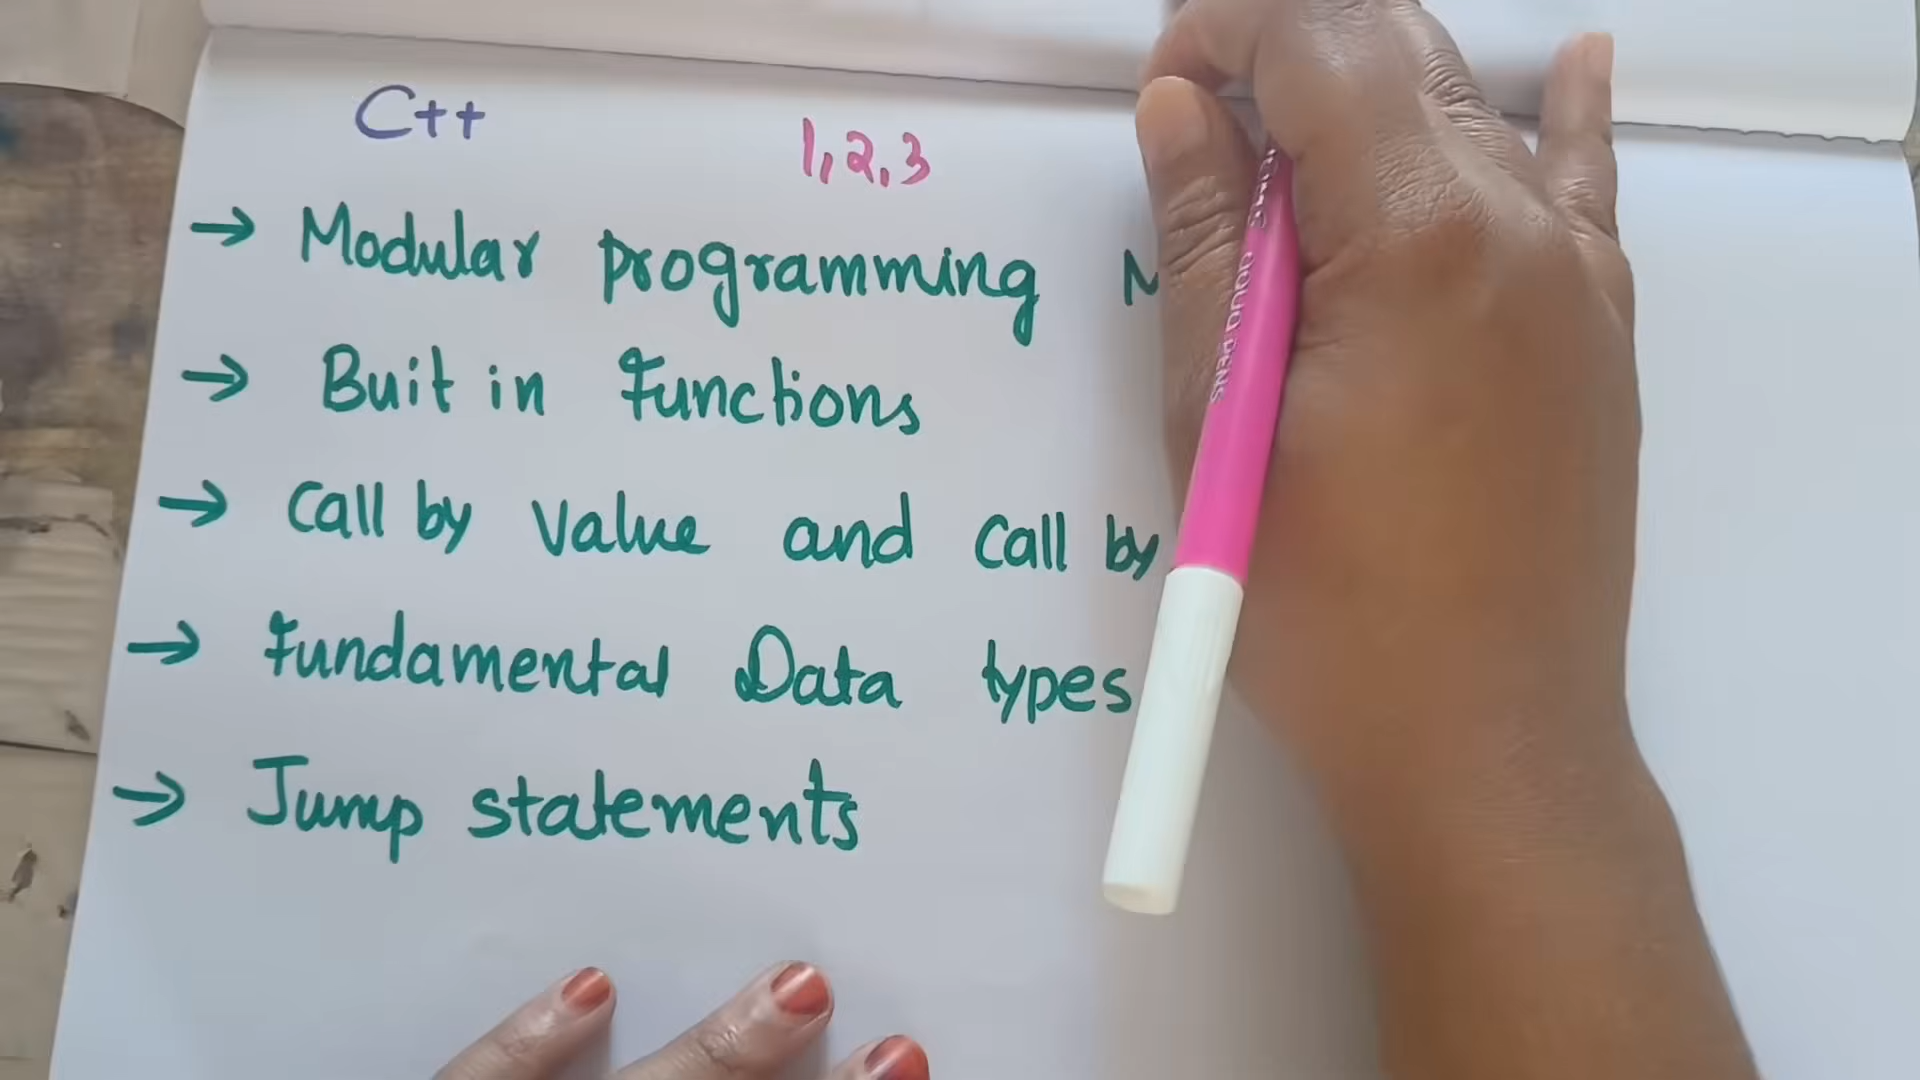 C++
1,2,3
→ Modular programming
→ Buit in functions
→ Call by value and call by
→ Fundamental Data types
→ Jump statements